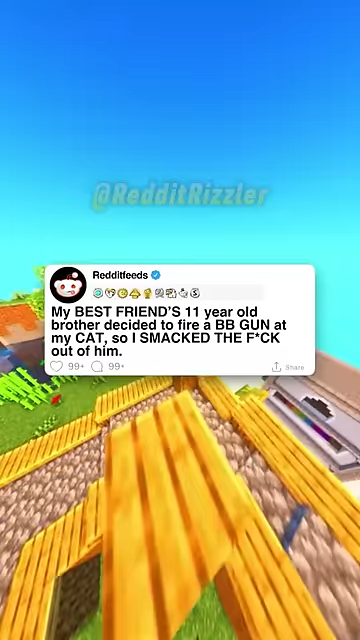 @RedditRizzler
Redditfeeds
My BEST FRIEND'S 11 year old
brother decided to fire a BB GUN at
my CAT, so I SMACKED THE F*CK
out of him.
99+ 99+ Share